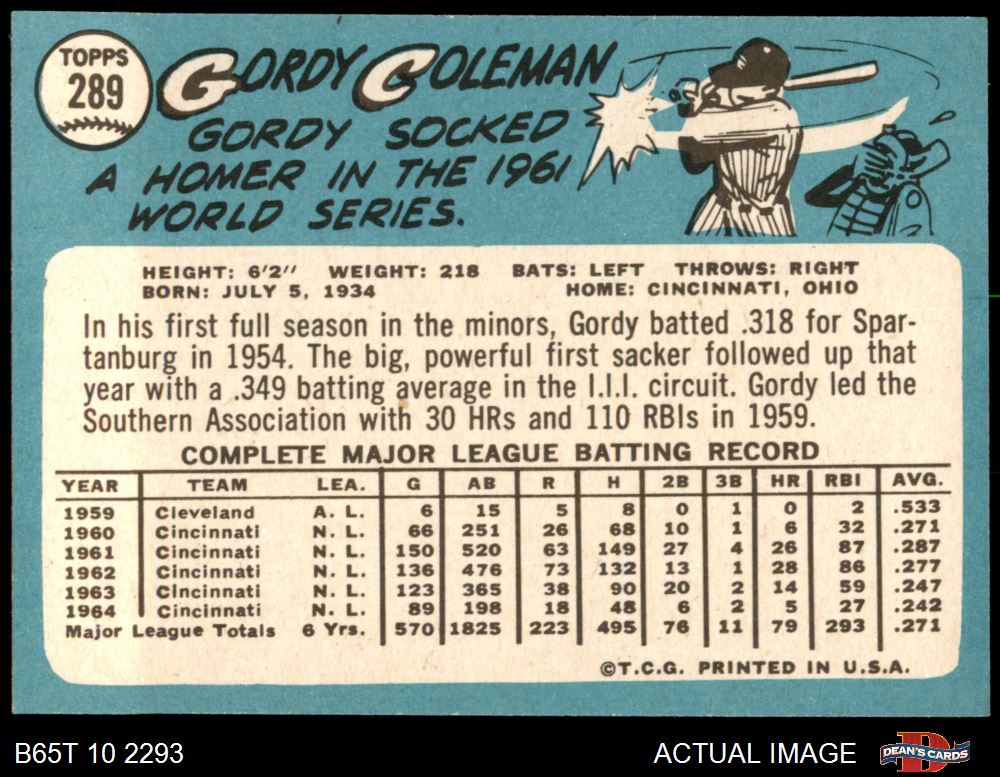 TOPPS
289
GORDY COLEMAN
GORDY SOCKED
A HOMER IN THE 1961
WORLD SERIES.
HEIGHT: 6'2" WEIGHT: 218 BATS: LEFT THROWS: RIGHT
BORN: JULY 5, 1934 HOME: CINCINNATI, OHIO
In his first full season in the minors, Gordy batted .318 for Spar-
tanburg in 1954. The big, powerful first sacker followed up that
year with a .349 batting average in the I.I.I. circuit. Gordy led the
Southern Association with 30 HRs and 110 RBIs in 1959.
COMPLETE MAJOR LEAGUE BATTING RECORD
YEAR TEAM LEA. G AB R H 2B 3B HR RBI AVG.
1959 Cleveland A. L. 6 15 5 8 0 1 0 2 .533
1960 Cincinnati N. L. 66 251 26 68 10 1 6 32 .271
1961 Cincinnati N. L. 150 520 63 149 27 4 26 87 .287
1962 Cincinnati N. L. 136 476 73 132 13 1 28 86 .277
1963 Cincinnati N. L. 123 365 38 90 20 2 14 59 .247
1964 Cincinnati N. L. 89 198 18 48 6 2 5 27 .242
Major League Totals 6 Yrs. 570 1825 223 495 76 11 79 293 .271
©T.C.G. PRINTED IN U.S.A.
B65T 10 2293 ACTUAL IMAGE DEAN'S CARDS